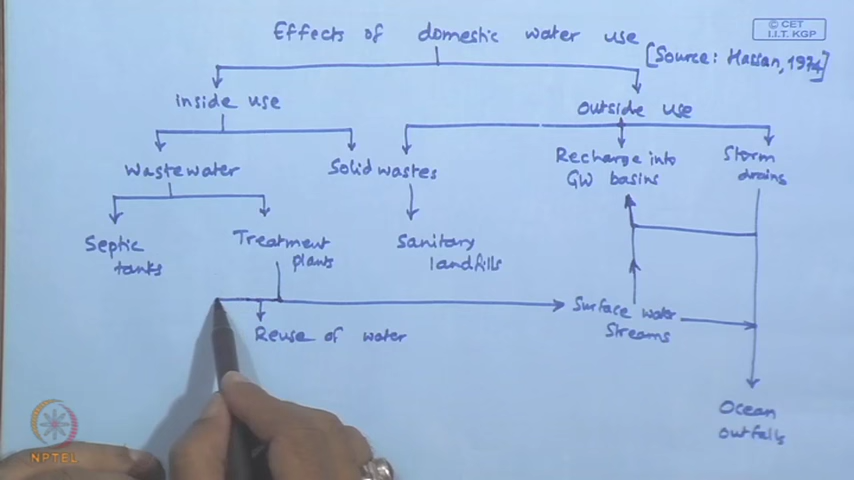 Effects of domestic water use
© CET
I.I.T. KGP
[Source: Hassan, 1974]
inside use
outside use
Wastewater
Solid wastes
Recharge into
GW basins
Storm
drains
Septic
tanks
Treatment
plants
Sanitary
landfills
Surface water
Streams
Reuse of water
Ocean
outfalls
NPTEL